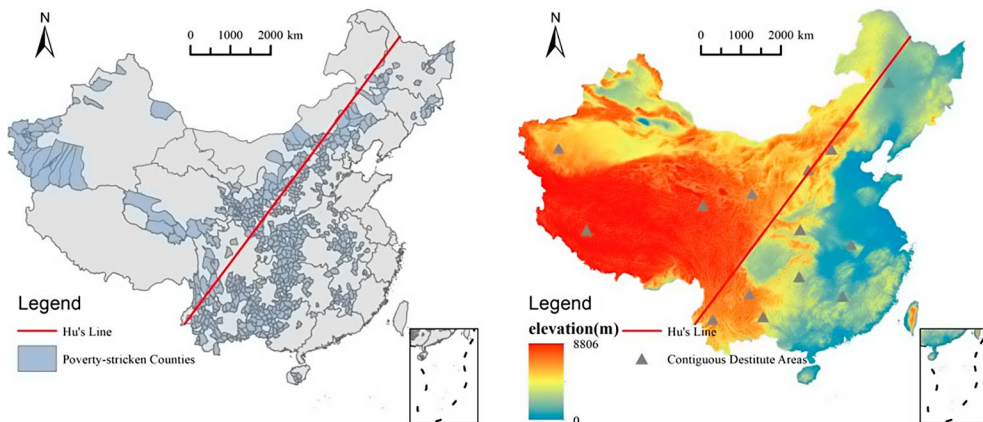 N
0 1000 2000 km
Legend
Hu's Line
Poverty-stricken Counties
N
0 1000 2000 km
Legend
elevation(m)
8806
0
Hu's Line
Contiguous Destitute Areas